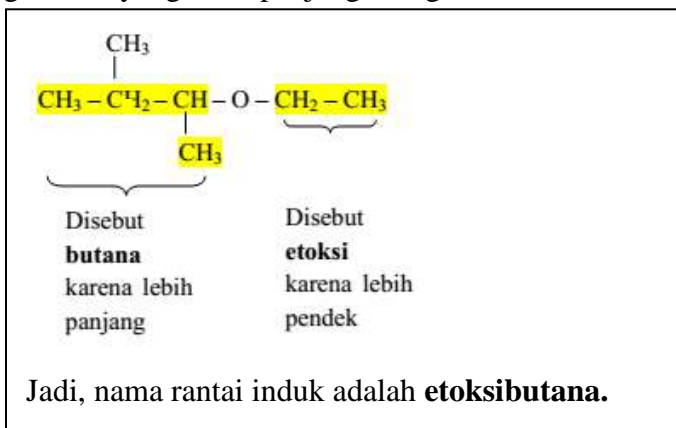 CH₃
CH₃ – CH₂ – CH – O – CH₂ – CH₃
CH₃
Disebut
butana
karena lebih
panjang
Disebut
etoksi
karena lebih
pendek
Jadi, nama rantai induk adalah etoksibutana.